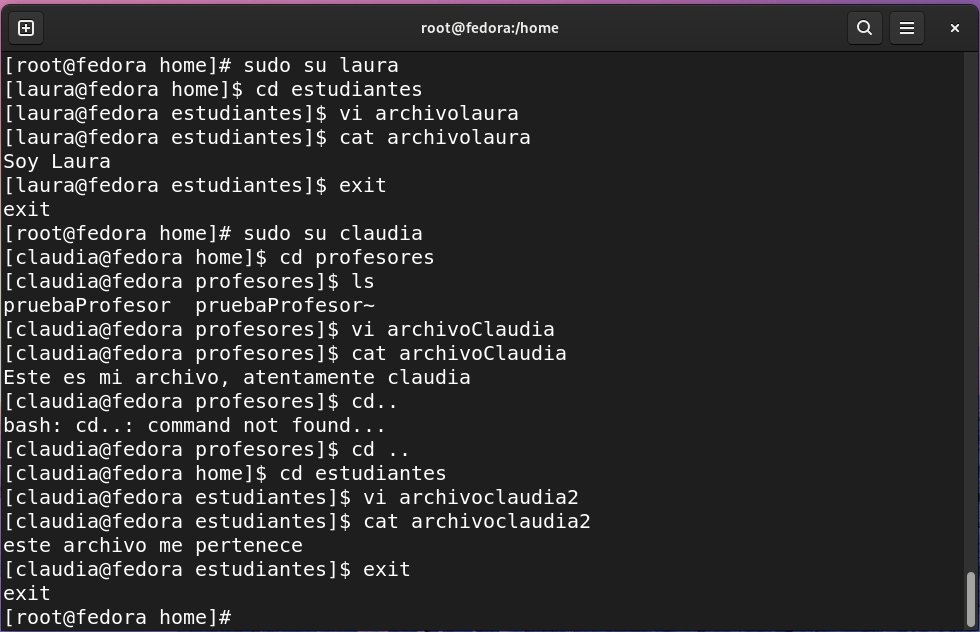 root@fedora:/home
[root@fedora home]# sudo su laura
[laura@fedora home]$ cd estudiantes
[laura@fedora estudiantes]$ vi archivolaura
[laura@fedora estudiantes]$ cat archivolaura
Soy Laura
[laura@fedora estudiantes]$ exit
exit
[root@fedora home]# sudo su claudia
[claudia@fedora home]$ cd profesores
[claudia@fedora profesores]$ ls
pruebaProfesor  pruebaProfesor~
[claudia@fedora profesores]$ vi archivoClaudia
[claudia@fedora profesores]$ cat archivoClaudia
Este es mi archivo, atentamente claudia
[claudia@fedora profesores]$ cd..
bash: cd..: command not found...
[claudia@fedora profesores]$ cd ..
[claudia@fedora home]$ cd estudiantes
[claudia@fedora estudiantes]$ vi archivoclaudia2
[claudia@fedora estudiantes]$ cat archivoclaudia2
este archivo me pertenece
[claudia@fedora estudiantes]$ exit
exit
[root@fedora home]#